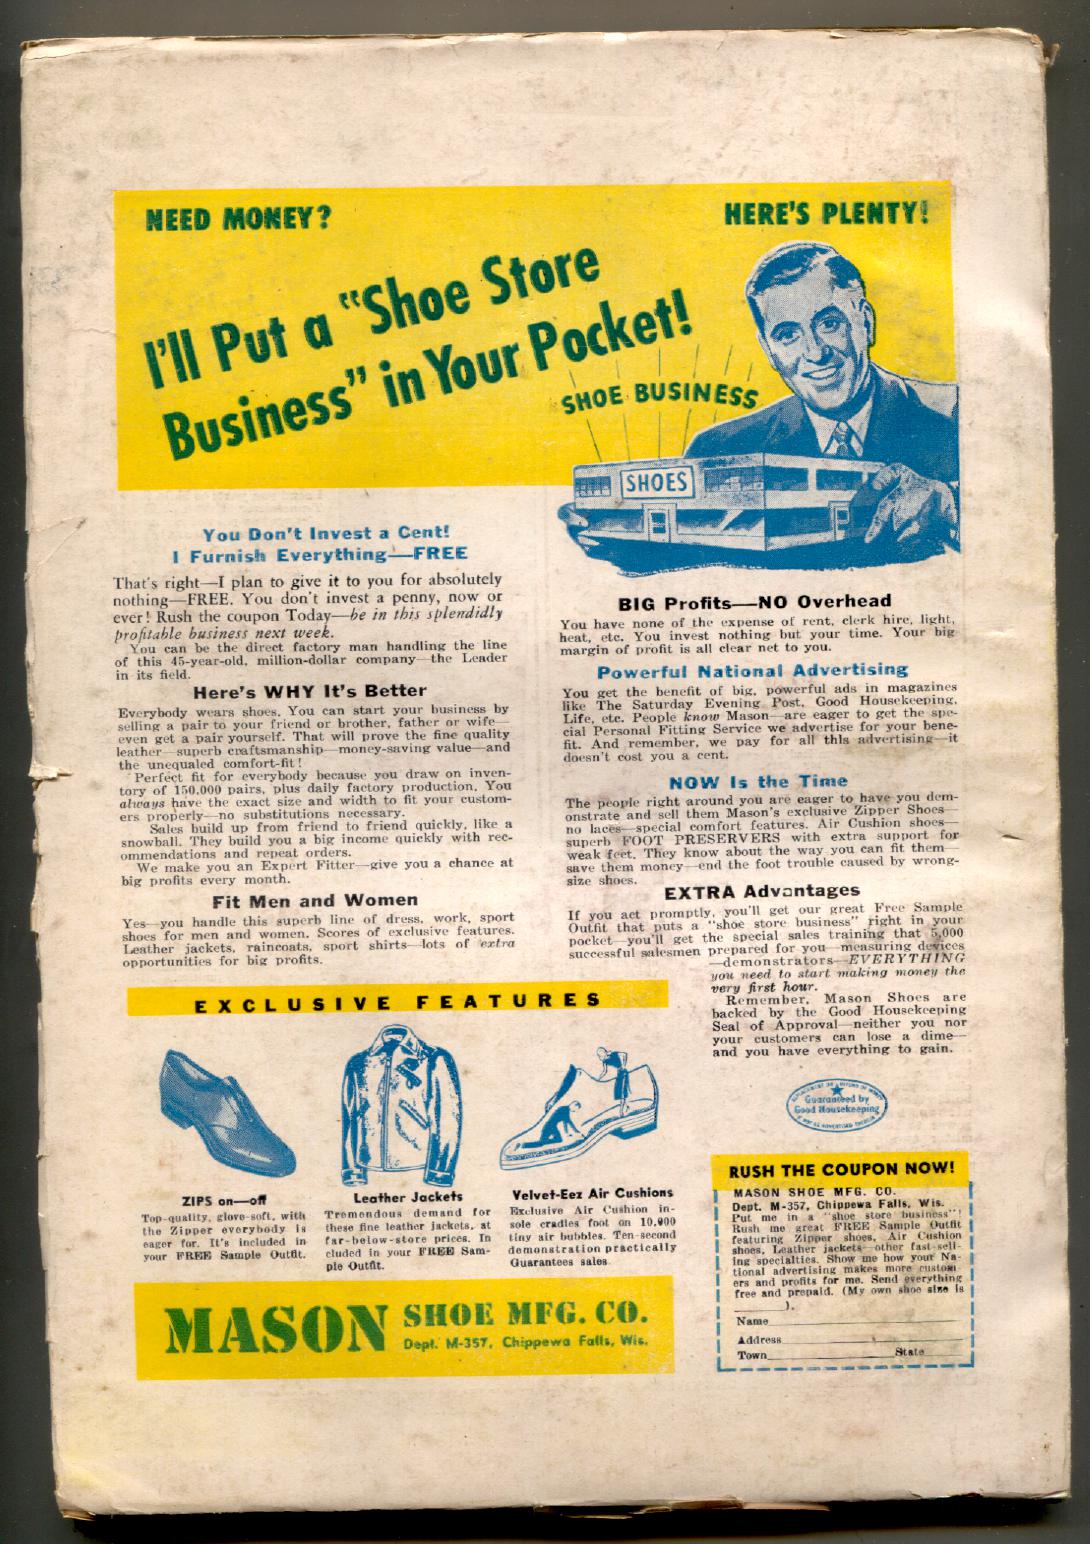 NEED MONEY?
HERE'S PLENTY!
I'll Put a "Shoe Store
Business" in Your Pocket!
SHOE BUSINESS
SHOES
You Don't Invest a Cent!
I Furnish Everything—FREE
That's right—I plan to give it to you for absolutely
nothing—FREE. You don't invest a penny, now or
ever! Rush the coupon Today—be in this splendidly
profitable business next week.
You can be the direct factory man handling the line
of this 45-year-old, million-dollar company—the Leader
in its field.
Here's WHY It's Better
Everybody wears shoes. You can start your business by
selling a pair to your friend or brother, father or wife—
even get a pair yourself. That will prove the fine quality
leather—superb craftsmanship—money-saving value—and
the unequaled comfort-fit!
Perfect fit for everybody because you draw on inven-
tory of 150.000 pairs, plus daily factory production. You
always have the exact size and width to fit your custom-
ers properly—no substitutions necessary.
Sales build up from friend to friend quickly, like a
snowball. They build you a big income quickly with rec-
ommendations and repeat orders.
We make you an Expert Fitter—give you a chance at
big profits every month.
Fit Men and Women
Yes—you handle this superb line of dress, work, sport
shoes for men and women. Scores of exclusive features.
Leather jackets, raincoats, sport shirts—lots of extra
opportunities for big profits.
BIG Profits—NO Overhead
You have none of the expense of rent, clerk hire, light,
heat, etc. You invest nothing but your time. Your big
margin of profit is all clear net to you.
Powerful National Advertising
You get the benefit of big, powerful ads in magazines
like The Saturday Evening Post, Good Housekeeping,
Life, etc. People know Mason—are eager to get the spe-
cial Personal Fitting Service we advertise for your bene-
fit. And remember, we pay for all this advertising—it
doesn't cost you a cent.
NOW Is the Time
The people right around you are eager to have you dem-
onstrate and sell them Mason's exclusive Zipper Shoes—
no laces—special comfort features. Air Cushion shoes—
superb FOOT PRESERVERS with extra support for
weak feet. They know about the way you can fit them—
save them money—end the foot trouble caused by wrong-
size shoes.
EXTRA Advantages
If you act promptly, you'll get our great Free Sample
Outfit that puts a "shoe store business" right in your
pocket—you'll get the special sales training that 5,000
successful salesmen prepared for you—measuring devices
—demonstrators—EVERYTHING
you need to start making money the
very first hour.
Remember, Mason Shoes are
backed by the Good Housekeeping
Seal of Approval—neither you nor
your customers can lose a dime—
and you have everything to gain.
Guaranteed by
Good Housekeeping
EXCLUSIVE FEATURES
ZIPS on—off
Top-quality, glove-soft, with
the Zipper everybody is
eager for. It's included in
your FREE Sample Outfit.
Leather Jackets
Tremendous demand for
these fine leather jackets, at
far-below-store prices. In
cluded in your FREE Sam-
ple Outfit.
Velvet-Eez Air Cushions
Exclusive Air Cushion in-
sole cradles foot on 10,000
tiny air bubbles. Ten-second
demonstration practically
Guarantees sales
MASON SHOE MFG. CO.
Dept. M-357, Chippewa Falls, Wis.
RUSH THE COUPON NOW!
MASON SHOE MFG. CO.
Dept. M-357, Chippewa Falls, Wis.
Put me in a "shoe store business"!
Rush me great FREE Sample Outfit
featuring Zipper shoes, Air Cushion
shoes, Leather jackets—other fast-sell-
ing specialties. Show me how your Na-
tional advertising makes more custom
ers and profits for me. Send everything
free and prepaid. (My own shoe size is
______).
Name
Address
Town State